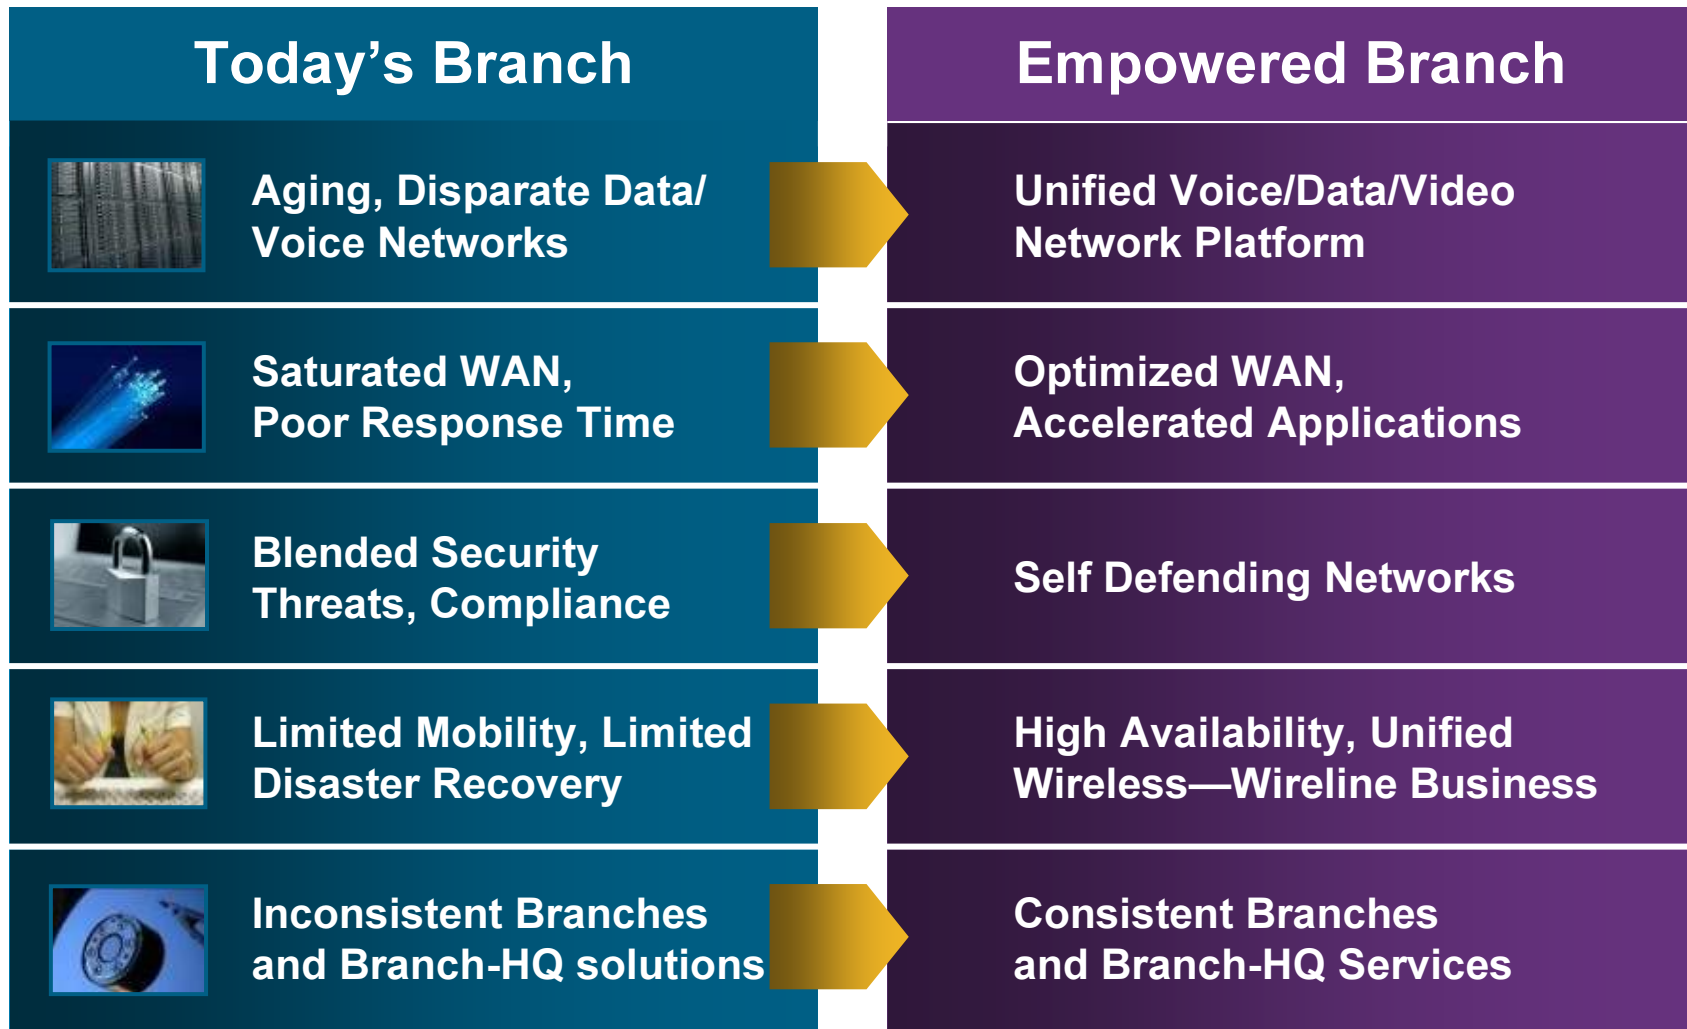 Today’s Branch
Empowered Branch
Aging, Disparate Data/
Voice Networks
Unified Voice/Data/Video
Network Platform
Saturated WAN,
Poor Response Time
Optimized WAN,
Accelerated Applications
Blended Security
Threats, Compliance
Self Defending Networks
Limited Mobility, Limited
Disaster Recovery
High Availability, Unified
Wireless—Wireline Business
Inconsistent Branches
and Branch-HQ solutions
Consistent Branches
and Branch-HQ Services